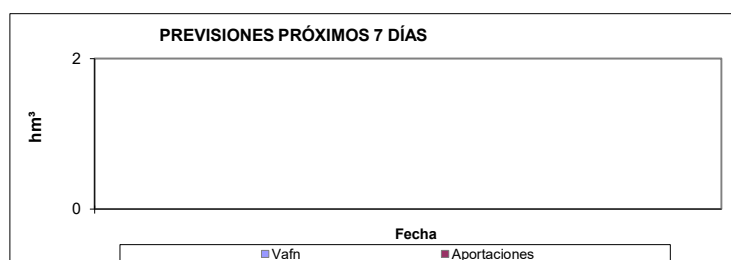 PREVISIONES PRÓXIMOS 7 DÍAS
2
hm³
0
Fecha
Vafn Aportaciones